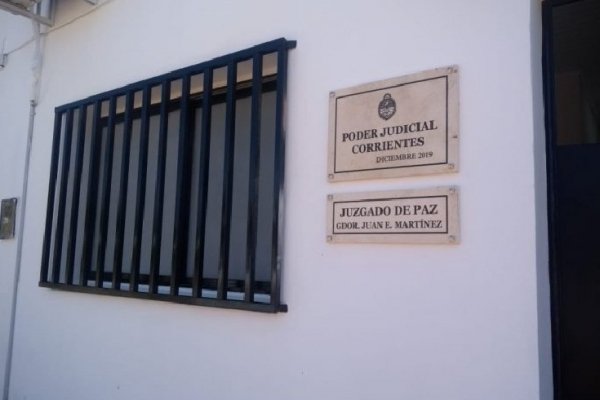 PODER JUDICIAL
CORRIENTES
DICIEMBRE 2019
JUZGADO DE PAZ
GDOR. JUAN E. MARTÍNEZ